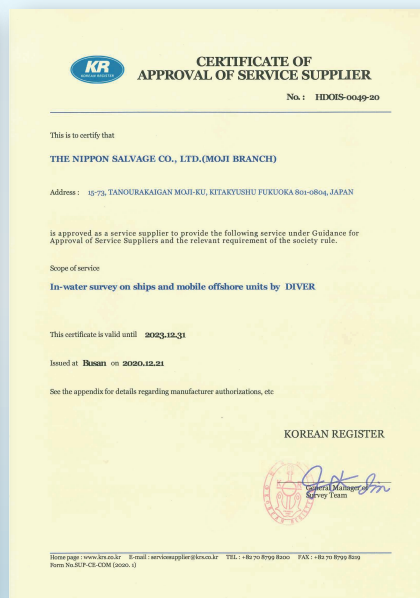 KR
KOREAN REGISTER
CERTIFICATE OF
APPROVAL OF SERVICE SUPPLIER
No. : HDOIS-0049-20
This is to certify that
THE NIPPON SALVAGE CO., LTD.(MOJI BRANCH)
Address : 15-73, TANOURAKAIGAN MOJI-KU, KITAKYUSHU FUKUOKA 801-0804, JAPAN
is approved as a service supplier to provide the following service under Guidance for
Approval of Service Suppliers and the relevant requirement of the society rule.
Scope of service
In-water survey on ships and mobile offshore units by DIVER
This certificate is valid until 2023.12.31
Issued at Busan on 2020.12.21
See the appendix for details regarding manufacturer authorizations, etc
KOREAN REGISTER
General Manager of
Survey Team
Home page : www.krs.co.kr E-mail : servicesupplier@krs.co.kr TEL : +82 70 8799 8200 FAX : +82 70 8799 8219
Form No.SUP-CE-COM (2020. 1)